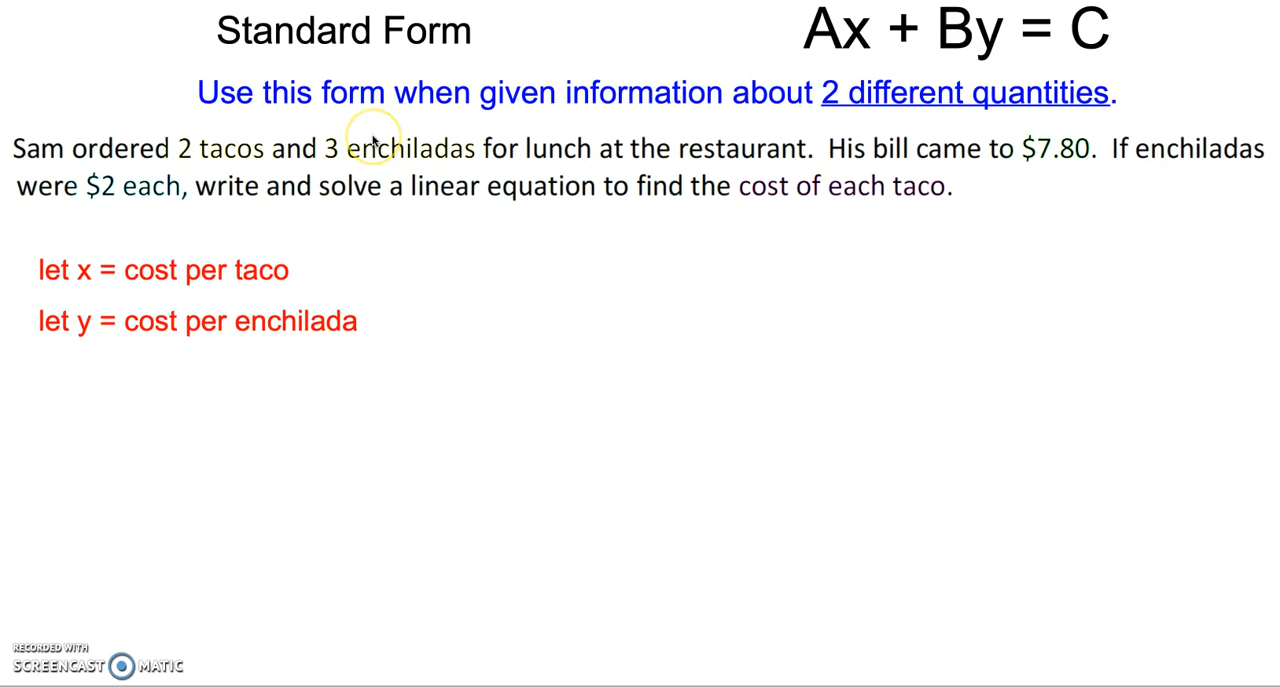 Standard Form
Ax + By = C
Use this form when given information about 2 different quantities.
Sam ordered 2 tacos and 3 enchiladas for lunch at the restaurant. His bill came to $7.80. If enchiladas
were $2 each, write and solve a linear equation to find the cost of each taco.
let x = cost per taco
let y = cost per enchilada
RECORDED WITH
SCREENCAST MATIC